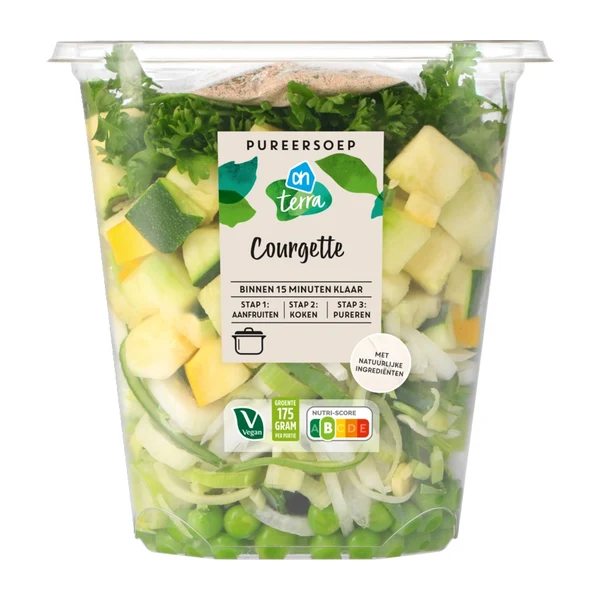 PUREERSOEP
ah
terra
Courgette
BINNEN 15 MINUTEN KLAAR
STAP 1: STAP 2: STAP 3:
AANFRUITEN KOKEN PUREREN
MET
NATUURLIJKE
INGREDIËNTEN
V
Vegan
GROENTE
175
GRAM
PER PORTIE
NUTRI-SCORE
A B C D E